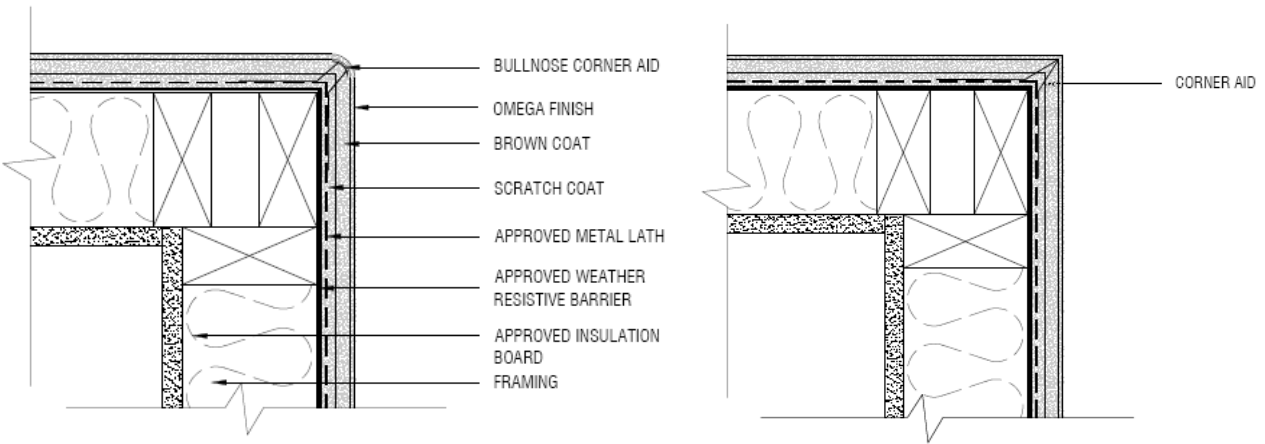 BULLNOSE CORNER AID
OMEGA FINISH
BROWN COAT
SCRATCH COAT
APPROVED METAL LATH
APPROVED WEATHER
RESISTIVE BARRIER
APPROVED INSULATION
BOARD
FRAMING
CORNER AID